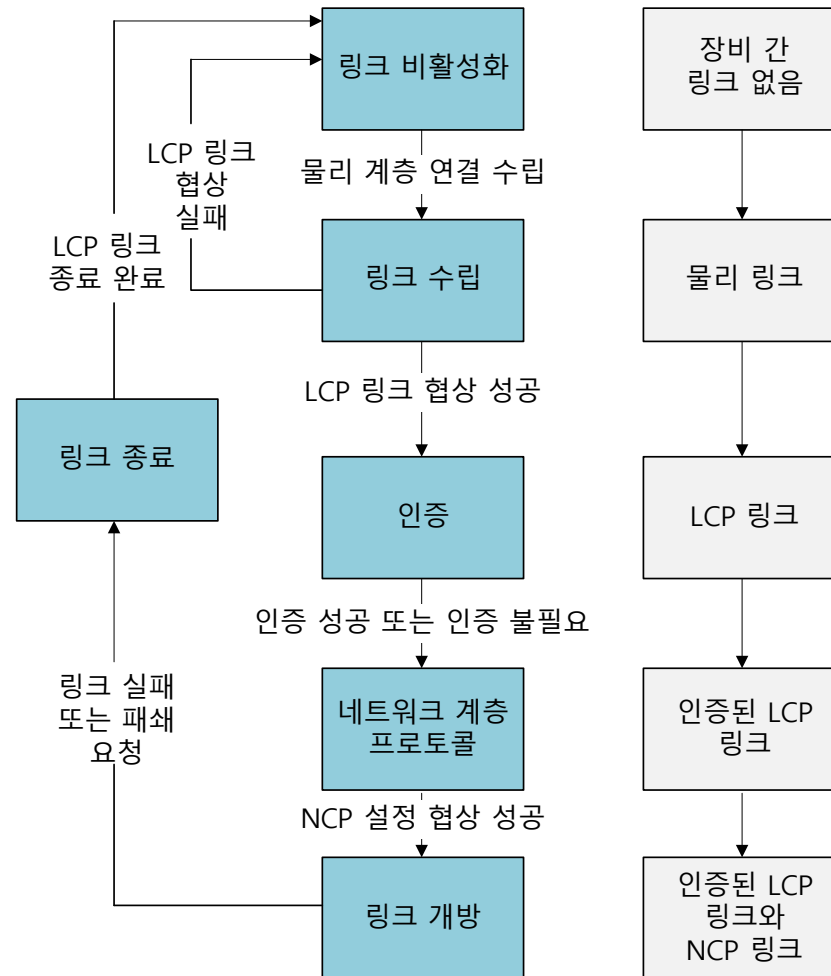 링크 비활성화
장비 간
링크 없음
LCP 링크
협상
실패
물리 계층 연결 수립
LCP 링크
종료 완료
링크 수립
물리 링크
LCP 링크 협상 성공
링크 종료
인증
LCP 링크
인증 성공 또는 인증 불필요
링크 실패
또는 패쇄
요청
네트워크 계층
프로토콜
인증된 LCP
링크
NCP 설정 협상 성공
링크 개방
인증된 LCP
링크와
NCP 링크